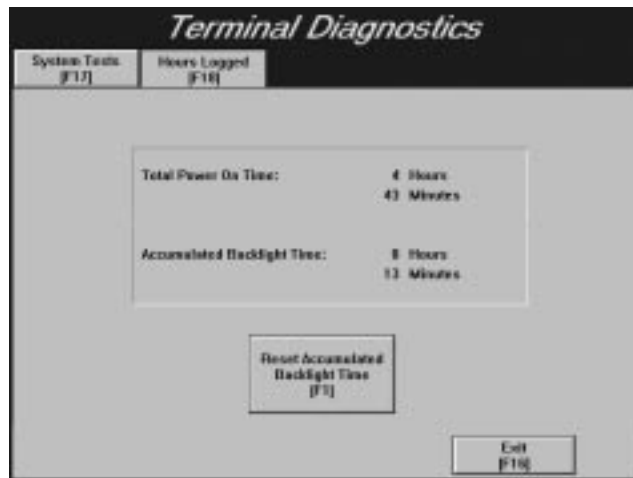 Terminal Diagnostics
System Tests
[F17]
Hours Logged
[F18]
Total Power On Time: 4 Hours
43 Minutes
Accumulated Backlight Time: Hours
13 Minutes
Reset Accumulated
Backlight Time
[F1]
Exit
[F16]